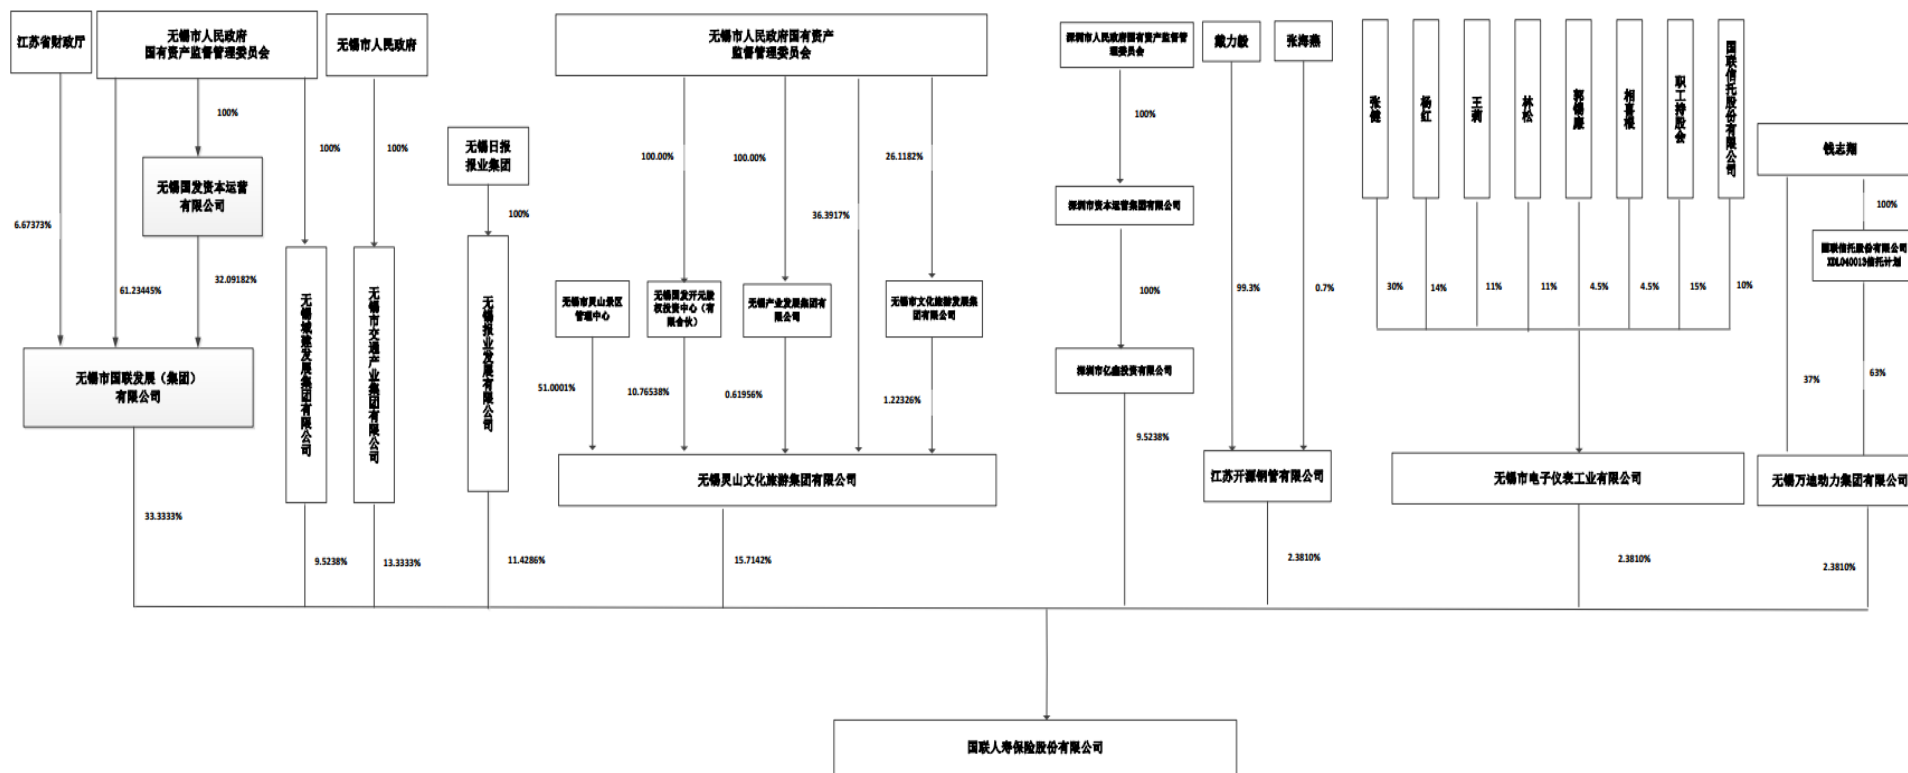 江苏省财政厅
无锡市人民政府
国有资产监督管理委员会
无锡市人民政府
无锡市人民政府国有资产
监督管理委员会
深圳市人民政府国有资产监督管
理委员会
戴力毅
张海燕
张健
杨红
王莉
林松
郭锡康
相喜根
职工持股会
国联信托股份有限公司
钱志翔
100%
100%
100%
无锡日报
报业集团
100.00%
100.00%
26.1182%
100%
无锡国发资本运营
有限公司
深圳市资本运营集团有限公司
6.67373%
100%
36.3917%
100%
国联信托股份有限公司
XDL040013信托计划
61.23445%
32.09182%
无锡城建发展集团有限公司
无锡市交通产业集团有限公司
无锡报业发展有限公司
无锡市灵山景区
管理中心
无锡国发开元股
权投资中心（有
限合伙）
无锡产业发展集团有
限公司
无锡市文化旅游发展集
团有限公司
100%
99.3%
0.7%
30%
14%
11%
11%
4.5%
4.5%
15%
10%
无锡市国联发展（集团）
有限公司
深圳市亿鑫投资有限公司
51.0001%
10.76538%
0.61956%
1.22326%
37%
63%
9.5238%
无锡灵山文化旅游集团有限公司
江苏开源钢管有限公司
无锡市电子仪表工业有限公司
无锡万迪动力集团有限公司
33.3333%
9.5238%
13.3333%
11.4286%
15.7142%
2.3810%
2.3810%
2.3810%
国联人寿保险股份有限公司